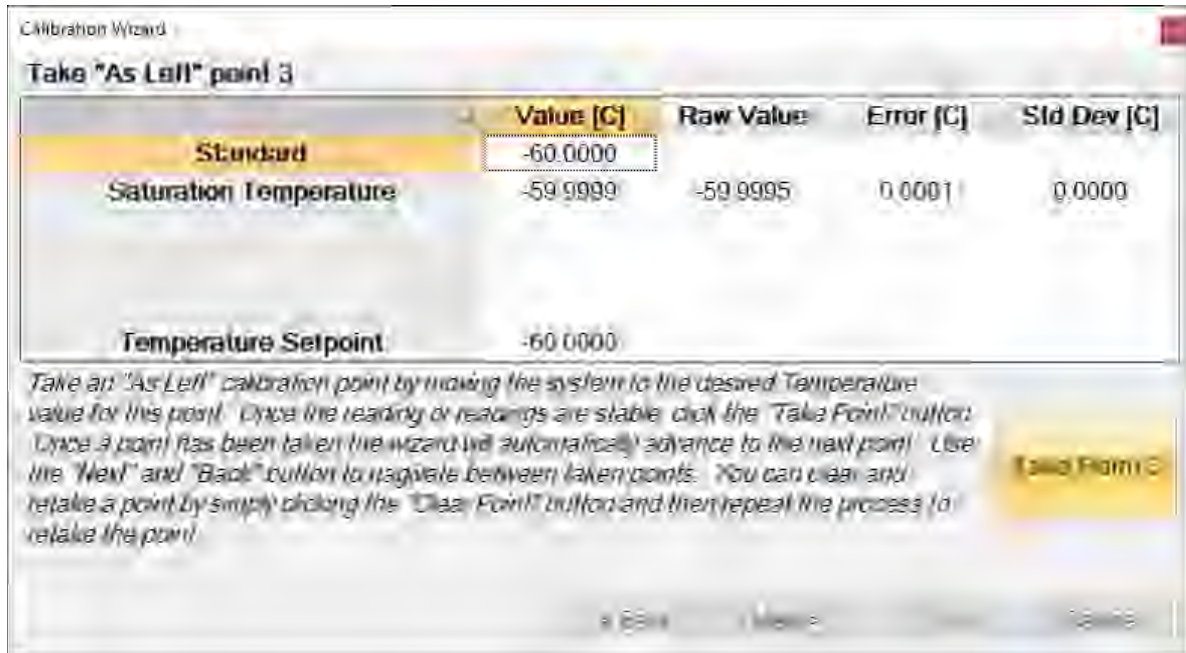 Calibration Wizard
Take "As Left" point 3
Value [C] Raw Value Error [C] Std Dev [C]
Standard -60.0000
Saturation Temperature -59.9999 -59.9995 0.0001 0.0000
Temperature Setpoint -60.0000
Take an "As Left" calibration point by moving the system to the desired Temperature
value for this point. Once the reading or readings are stable, click the "Take Point" button.
Once a point has been taken the wizard will automatically advance to the next point. Use
the "Next" and "Back" button to nagivate between taken points. You can clear and
retake a point by simply clicking the "Clear Point" button and then repeat the process to
retake the point.
Take Point 3
< Back
Cancel